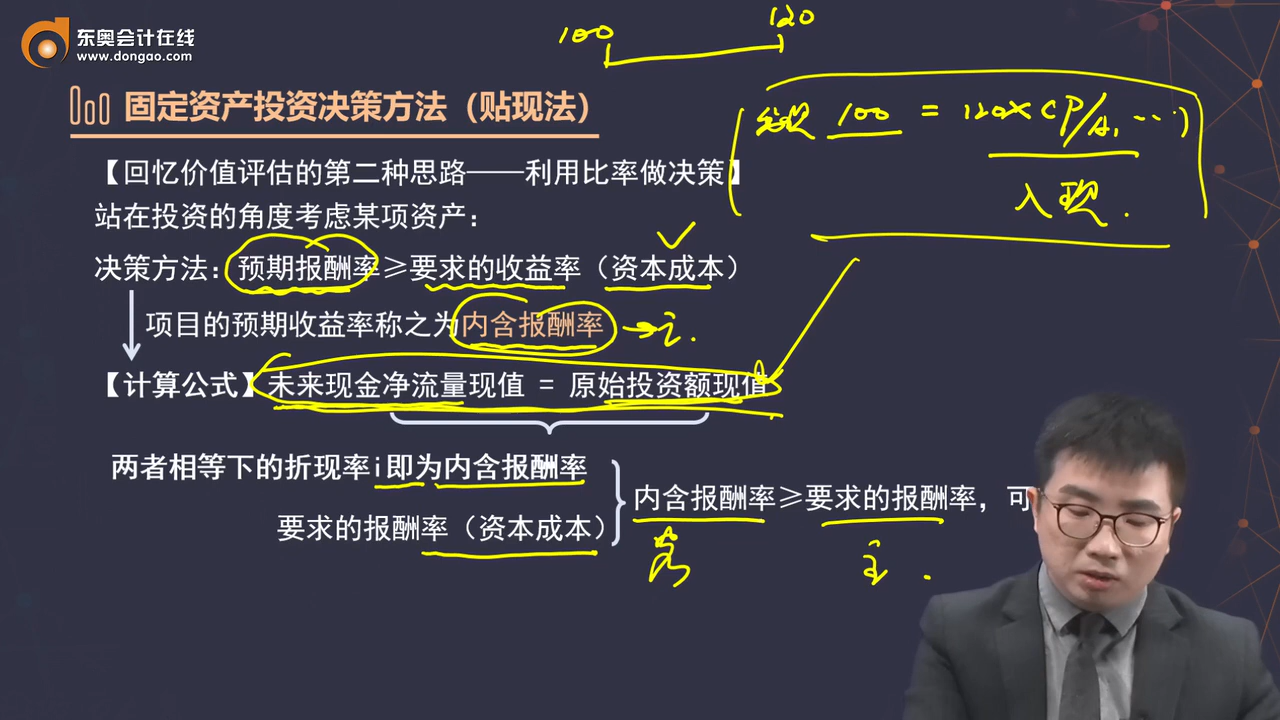 东奥会计在线
www.dongao.com
100
120
固定资产投资决策方法（贴现法）
100 = 120×(P/A, ...)
入现.
【回忆价值评估的第二种思路——利用比率做决策】
站在投资的角度考虑某项资产：
决策方法：预期报酬率≥要求的收益率（资本成本）
项目的预期收益率称之为内含报酬率
i.
【计算公式】未来现金净流量现值 = 原始投资额现值
两者相等下的折现率i即为内含报酬率
内含报酬率≥要求的报酬率，可
要求的报酬率（资本成本）